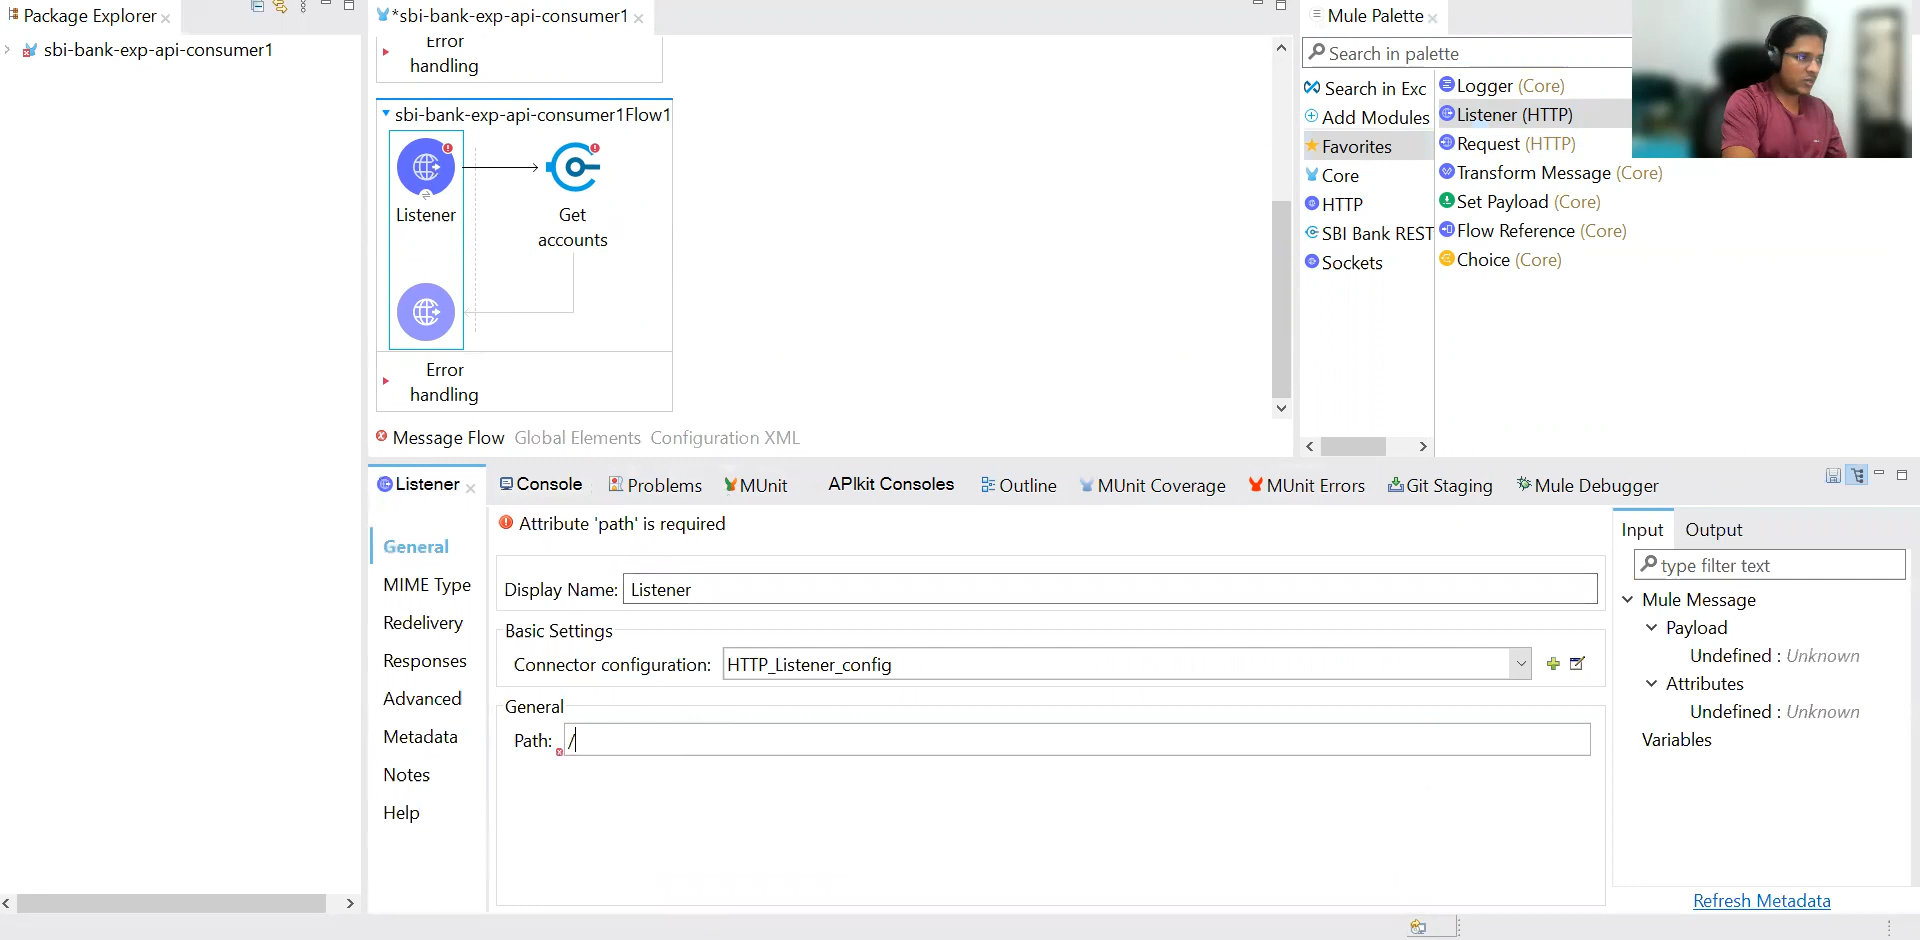 Package Explorer
sbi-bank-exp-api-consumer1
*sbi-bank-exp-api-consumer1
Error
handling
sbi-bank-exp-api-consumer1Flow1
Listener
Get
accounts
Error
handling
Message Flow Global Elements Configuration XML
Mule Palette
Search in palette
Search in Exc
Add Modules
Favorites
Core
HTTP
SBI Bank REST
Sockets
Logger (Core)
Listener (HTTP)
Request (HTTP)
Transform Message (Core)
Set Payload (Core)
Flow Reference (Core)
Choice (Core)
Listener Console Problems MUnit APIkit Consoles Outline MUnit Coverage MUnit Errors Git Staging Mule Debugger
General
MIME Type
Redelivery
Responses
Advanced
Metadata
Notes
Help
Attribute 'path' is required
Display Name: Listener
Basic Settings
Connector configuration: HTTP_Listener_config
General
Path: /
Input Output
type filter text
Mule Message
Payload
Undefined : Unknown
Attributes
Undefined : Unknown
Variables
Refresh Metadata